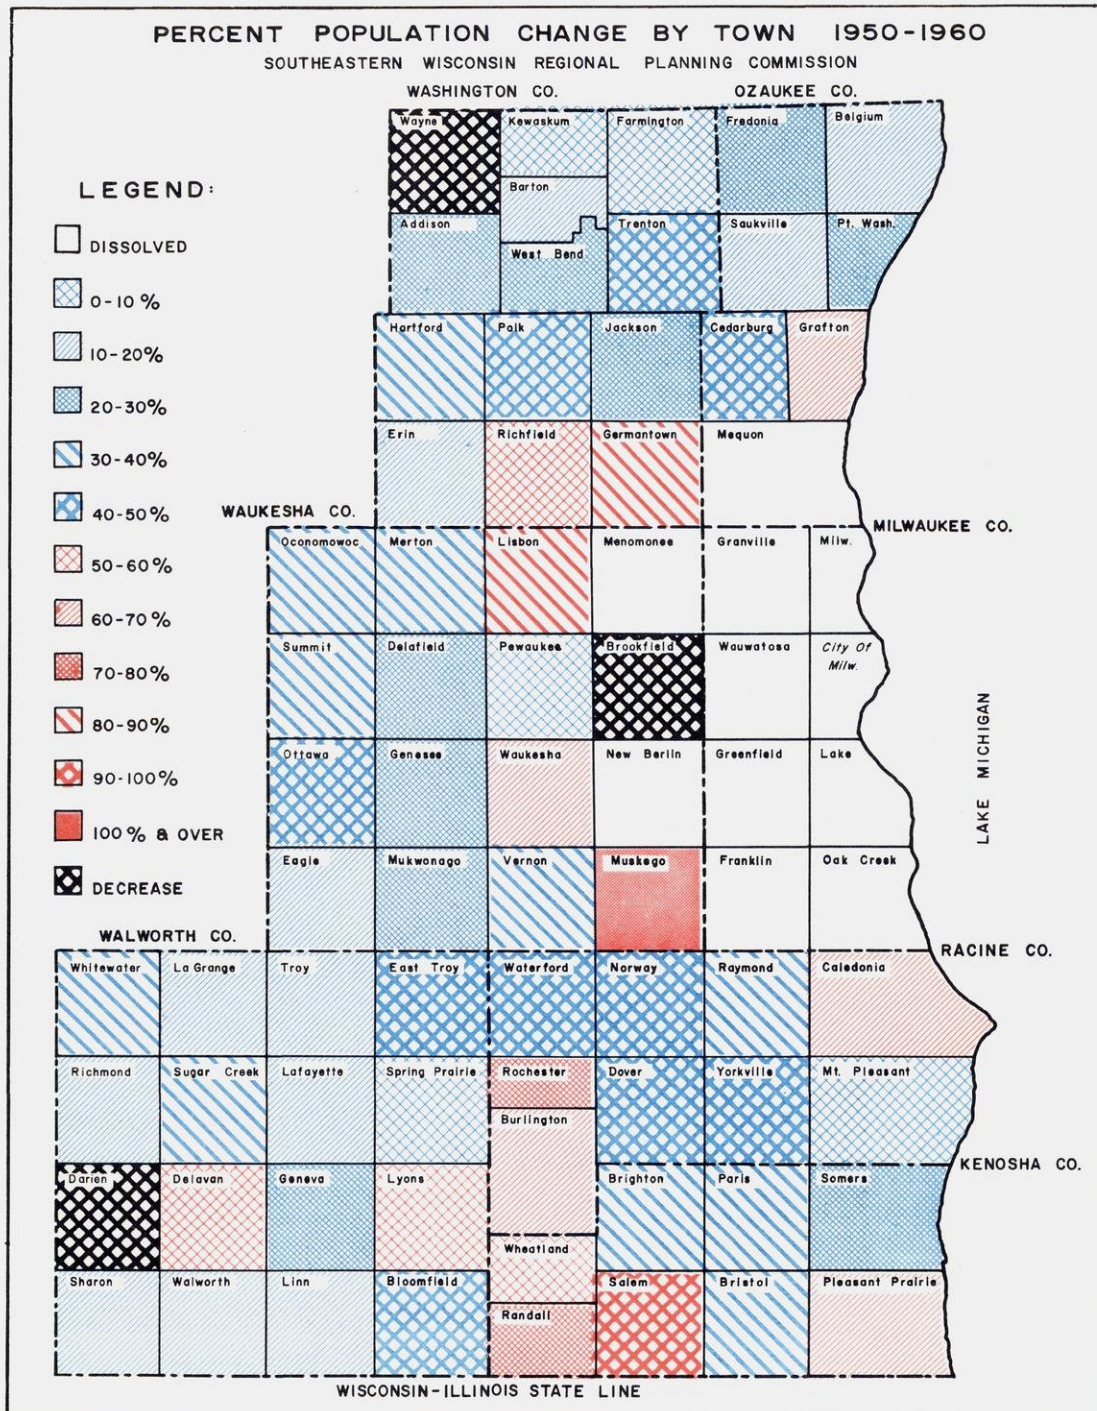 PERCENT POPULATION CHANGE BY TOWN 1950-1960
SOUTHEASTERN WISCONSIN REGIONAL PLANNING COMMISSION
WASHINGTON CO. OZAUKEE CO.
Wayne Kewaskum Farmington Fredonia Belgium
Barton
Addison Trenton Saukville Pt. Wash.
West Bend
LEGEND:
DISSOLVED
0-10%
10-20%
20-30%
30-40%
40-50%
50-60%
60-70%
70-80%
80-90%
90-100%
100% & OVER
DECREASE
Hartford Polk Jackson Cedarburg Grafton
Erin Richfield Germantown Mequon
WAUKESHA CO. MILWAUKEE CO.
Oconomowoc Merton Lisbon Menomonee Granville Milw.
Summit Delafield Pewaukee Brookfield Wauwatosa City Of
Milw.
Ottawa Genesee Waukesha New Berlin Greenfield Lake
LAKE MICHIGAN
Eagle Mukwonago Vernon Muskego Franklin Oak Creek
WALWORTH CO. RACINE CO.
Whitewater La Grange Troy East Troy Waterford Norway Raymond Caledonia
Richmond Sugar Creek Lafayette Spring Prairie Rochester Dover Yorkville Mt. Pleasant
Burlington
KENOSHA CO.
Darien Delavan Geneva Lyons Brighton Paris Somers
Wheatland
Sharon Walworth Linn Bloomfield Salem Bristol Pleasant Prairie
Randall
WISCONSIN-ILLINOIS STATE LINE